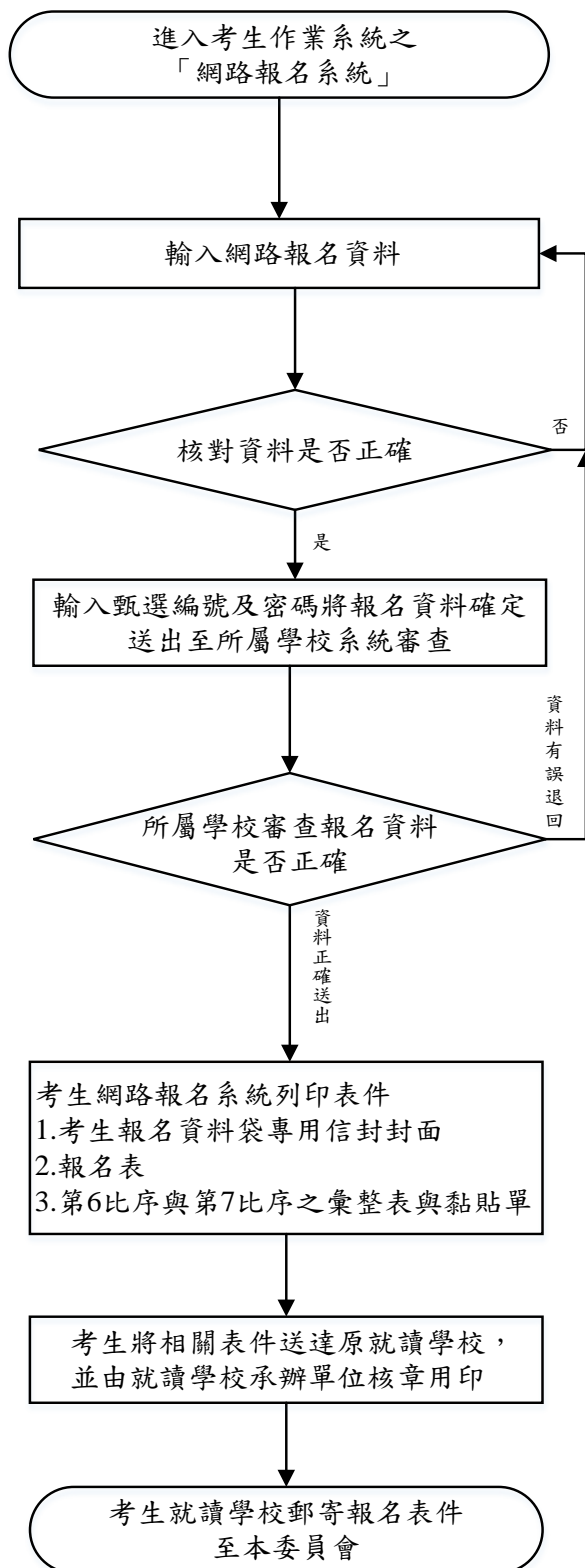 進入考生作業系統之
「網路報名系統」
輸入網路報名資料
核對資料是否正確
否
是
輸入甄選編號及密碼將報名資料確定
送出至所屬學校系統審查
資料有誤退回
所屬學校審查報名資料
是否正確
資料正確送出
考生網路報名系統列印表件
1.考生報名資料袋專用信封封面
2.報名表
3.第6比序與第7比序之彙整表與黏貼單
考生將相關表件送達原就讀學校，
並由就讀學校承辦單位核章用印
考生就讀學校郵寄報名表件
至本委員會